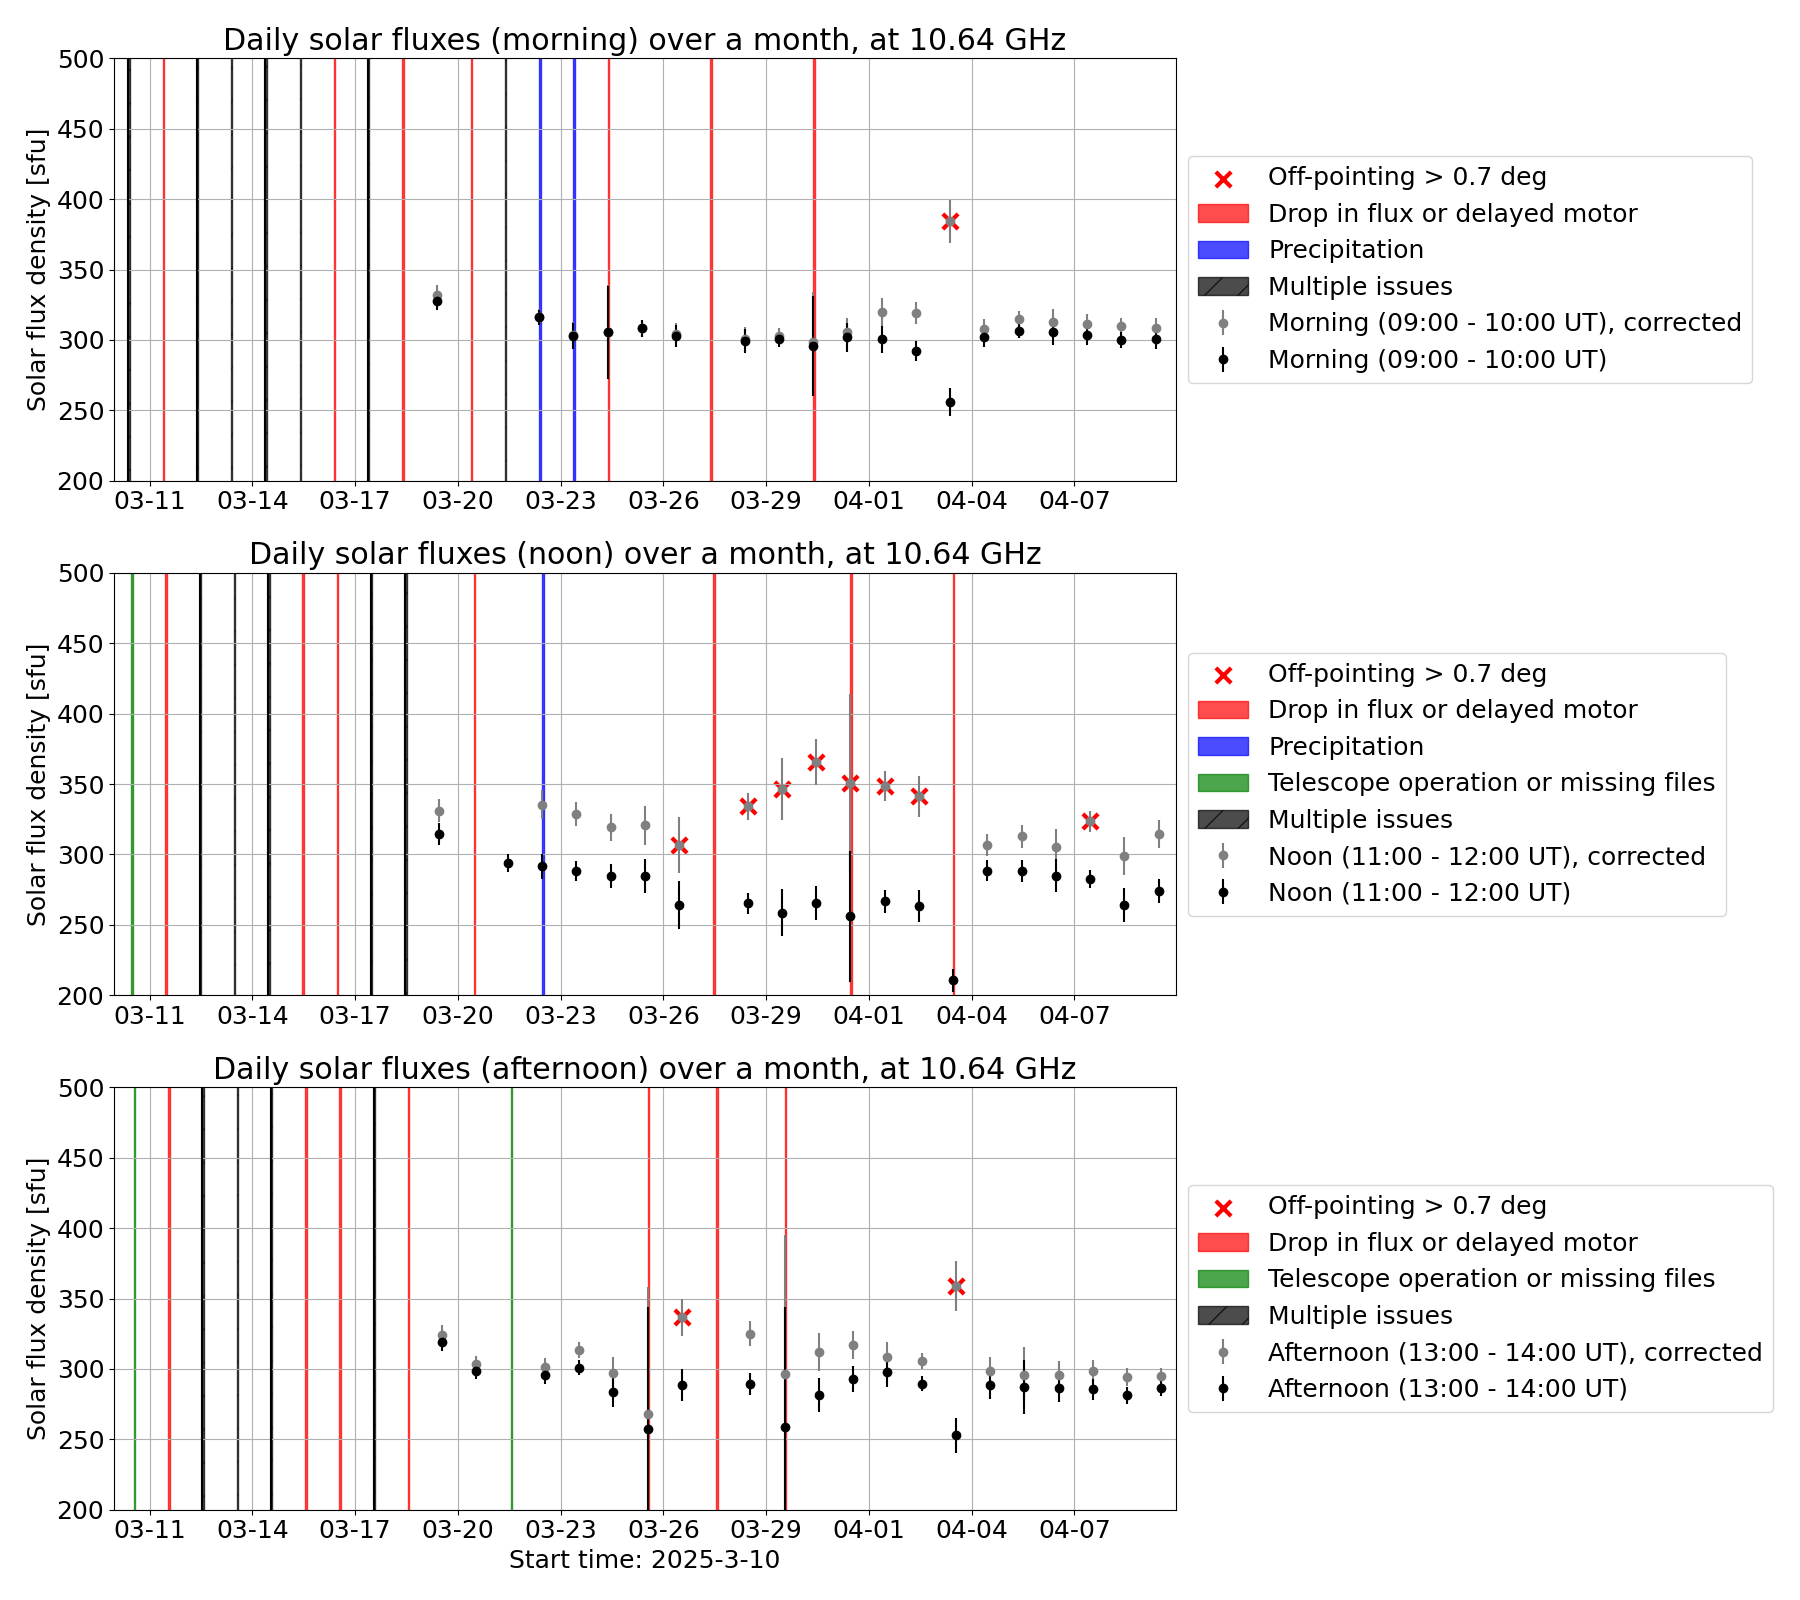 Daily solar fluxes (morning) over a month, at 10.64 GHz
Solar flux density [sfu]
500
450
400
350
300
250
200
03-11 03-14 03-17 03-20 03-23 03-26 03-29 04-01 04-04 04-07
Off-pointing > 0.7 deg
Drop in flux or delayed motor
Precipitation
Multiple issues
Morning (09:00 - 10:00 UT), corrected
Morning (09:00 - 10:00 UT)
Daily solar fluxes (noon) over a month, at 10.64 GHz
Solar flux density [sfu]
500
450
400
350
300
250
200
03-11 03-14 03-17 03-20 03-23 03-26 03-29 04-01 04-04 04-07
Off-pointing > 0.7 deg
Drop in flux or delayed motor
Precipitation
Telescope operation or missing files
Multiple issues
Noon (11:00 - 12:00 UT), corrected
Noon (11:00 - 12:00 UT)
Daily solar fluxes (afternoon) over a month, at 10.64 GHz
Solar flux density [sfu]
500
450
400
350
300
250
200
03-11 03-14 03-17 03-20 03-23 03-26 03-29 04-01 04-04 04-07
Start time: 2025-3-10
Off-pointing > 0.7 deg
Drop in flux or delayed motor
Telescope operation or missing files
Multiple issues
Afternoon (13:00 - 14:00 UT), corrected
Afternoon (13:00 - 14:00 UT)